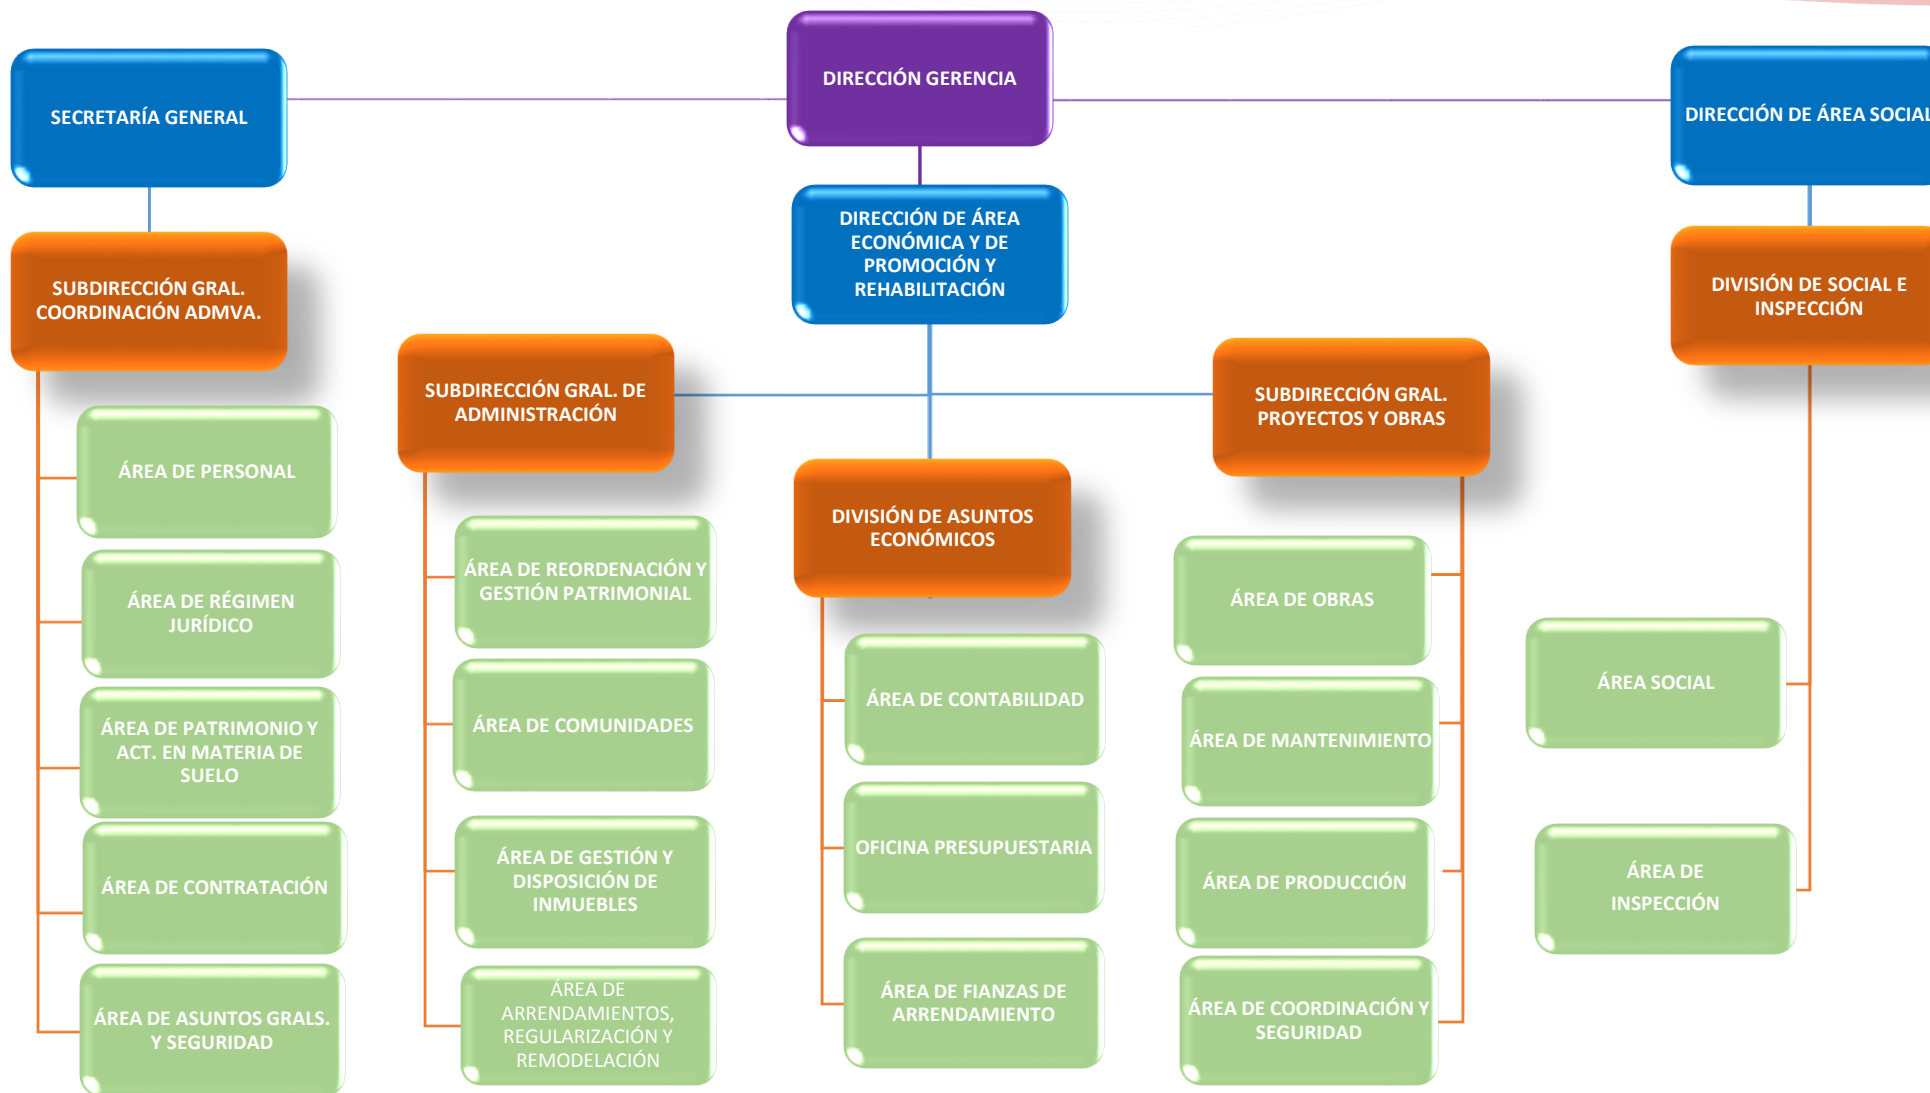 DIRECCIÓN GERENCIA
SECRETARÍA GENERAL
DIRECCIÓN DE ÁREA SOCIAL
DIRECCIÓN DE ÁREA
ECONÓMICA Y DE
PROMOCIÓN Y
REHABILITACIÓN
SUBDIRECCIÓN GRAL.
COORDINACIÓN ADMVA.
DIVISIÓN DE SOCIAL E
INSPECCIÓN
SUBDIRECCIÓN GRAL. DE
ADMINISTRACIÓN
SUBDIRECCIÓN GRAL.
PROYECTOS Y OBRAS
DIVISIÓN DE ASUNTOS
ECONÓMICOS
ÁREA DE PERSONAL
ÁREA DE RÉGIMEN
JURÍDICO
ÁREA DE PATRIMONIO Y
ACT. EN MATERIA DE
SUELO
ÁREA DE CONTRATACIÓN
ÁREA DE ASUNTOS GRALS.
Y SEGURIDAD
ÁREA DE REORDENACIÓN Y
GESTIÓN PATRIMONIAL
ÁREA DE COMUNIDADES
ÁREA DE GESTIÓN Y
DISPOSICIÓN DE
INMUEBLES
ÁREA DE
ARRENDAMIENTOS,
REGULARIZACIÓN Y
REMODELACIÓN
ÁREA DE CONTABILIDAD
OFICINA PRESUPUESTARIA
ÁREA DE FIANZAS DE
ARRENDAMIENTO
ÁREA DE OBRAS
ÁREA DE MANTENIMIENTO
ÁREA DE PRODUCCIÓN
ÁREA DE COORDINACIÓN Y
SEGURIDAD
ÁREA SOCIAL
ÁREA DE
INSPECCIÓN